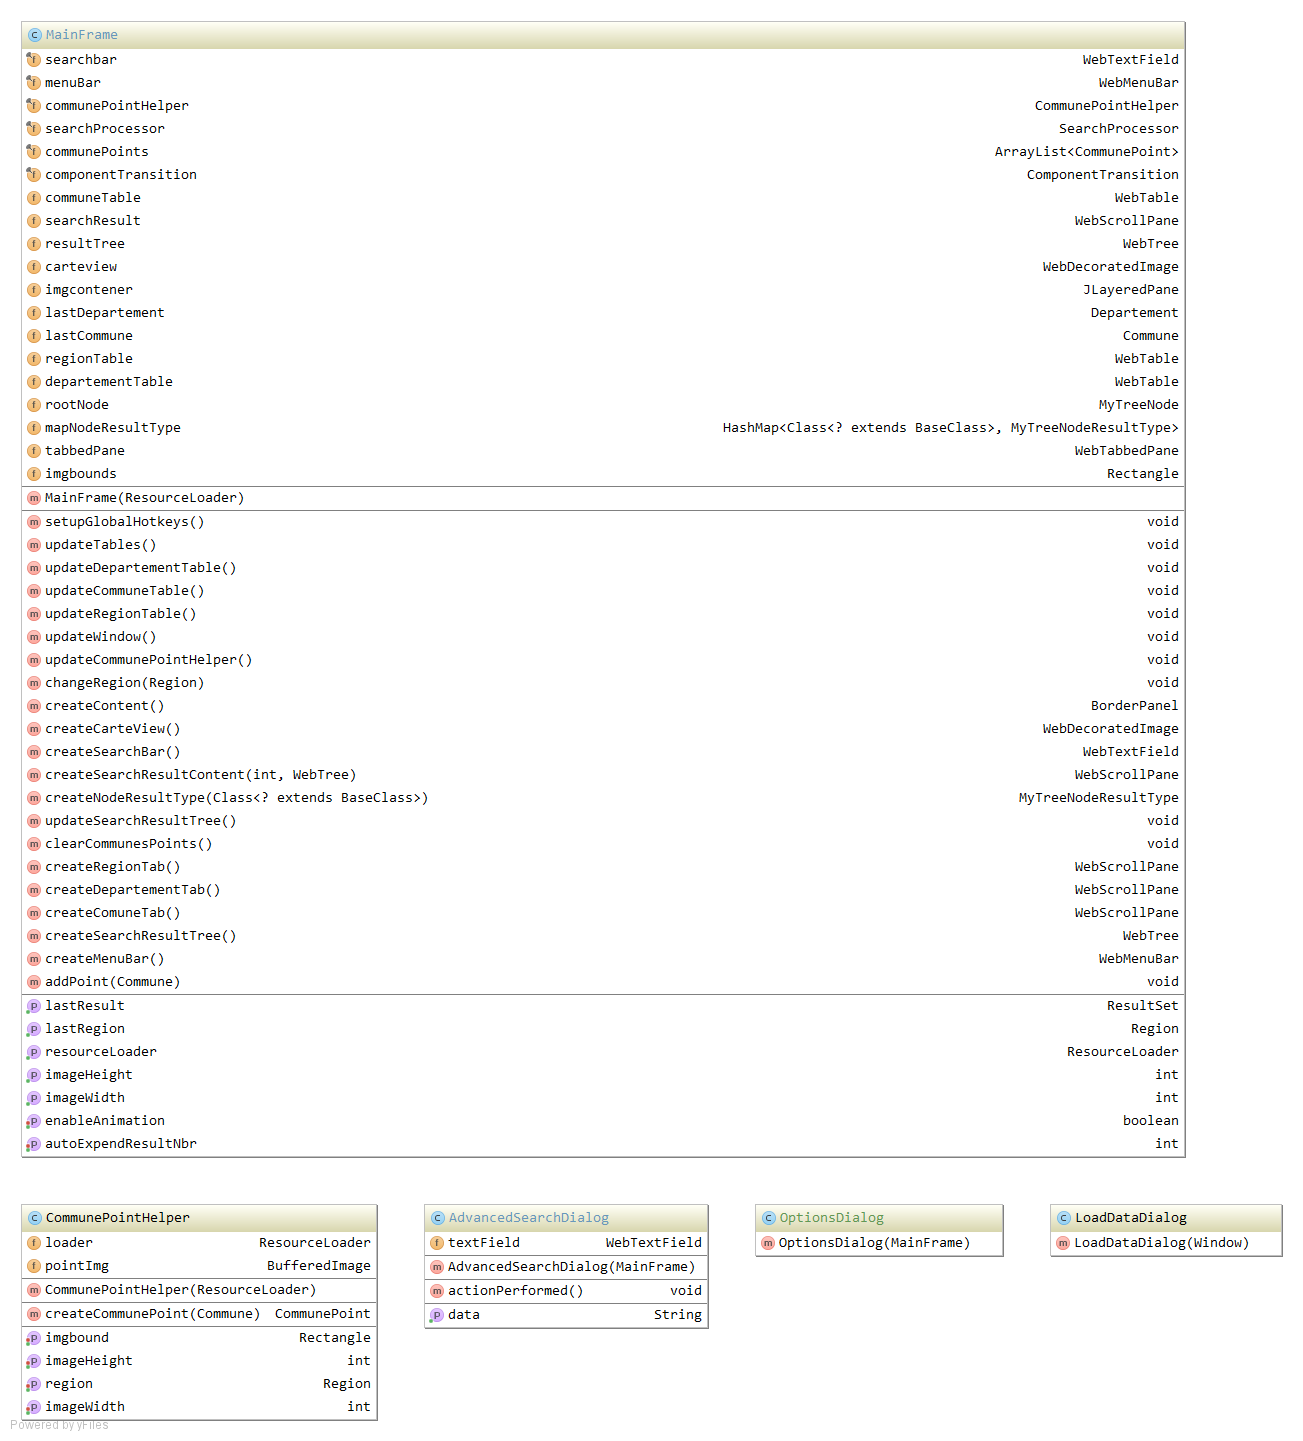 MainFrame
searchbar WebTextField
menuBar WebMenuBar
communePointHelper CommunePointHelper
searchProcessor SearchProcessor
communePoints ArrayList<CommunePoint>
componentTransition ComponentTransition
communeTable WebTable
searchResult WebScrollPane
resultTree WebTree
carteview WebDecoratedImage
imgcontener JLayeredPane
lastDepartement Departement
lastCommune Commune
regionTable WebTable
departementTable WebTable
rootNode MyTreeNode
mapNodeResultType HashMap<Class<? extends BaseClass>, MyTreeNodeResultType>
tabbedPane WebTabbedPane
imgbounds Rectangle
MainFrame(ResourceLoader)
setupGlobalHotkeys() void
updateTables() void
updateDepartementTable() void
updateCommuneTable() void
updateRegionTable() void
updateWindow() void
updateCommunePointHelper() void
changeRegion(Region) void
createContent() BorderPanel
createCarteView() WebDecoratedImage
createSearchBar() WebTextField
createSearchResultContent(int, WebTree) WebScrollPane
createNodeResultType(Class<? extends BaseClass>) MyTreeNodeResultType
updateSearchResultTree() void
clearCommunesPoints() void
createRegionTab() WebScrollPane
createDepartementTab() WebScrollPane
createComuneTab() WebScrollPane
createSearchResultTree() WebTree
createMenuBar() WebMenuBar
addPoint(Commune) void
lastResult ResultSet
lastRegion Region
resourceLoader ResourceLoader
imageHeight int
imageWidth int
enableAnimation boolean
autoExpendResultNbr int
CommunePointHelper
loader ResourceLoader
pointImg BufferedImage
CommunePointHelper(ResourceLoader)
createCommunePoint(Commune) CommunePoint
imgbound Rectangle
imageHeight int
region Region
imageWidth int
AdvancedSearchDialog
textField WebTextField
AdvancedSearchDialog(MainFrame)
actionPerformed() void
data String
OptionsDialog
OptionsDialog(MainFrame)
LoadDataDialog
LoadDataDialog(Window)
Powered by yFiles